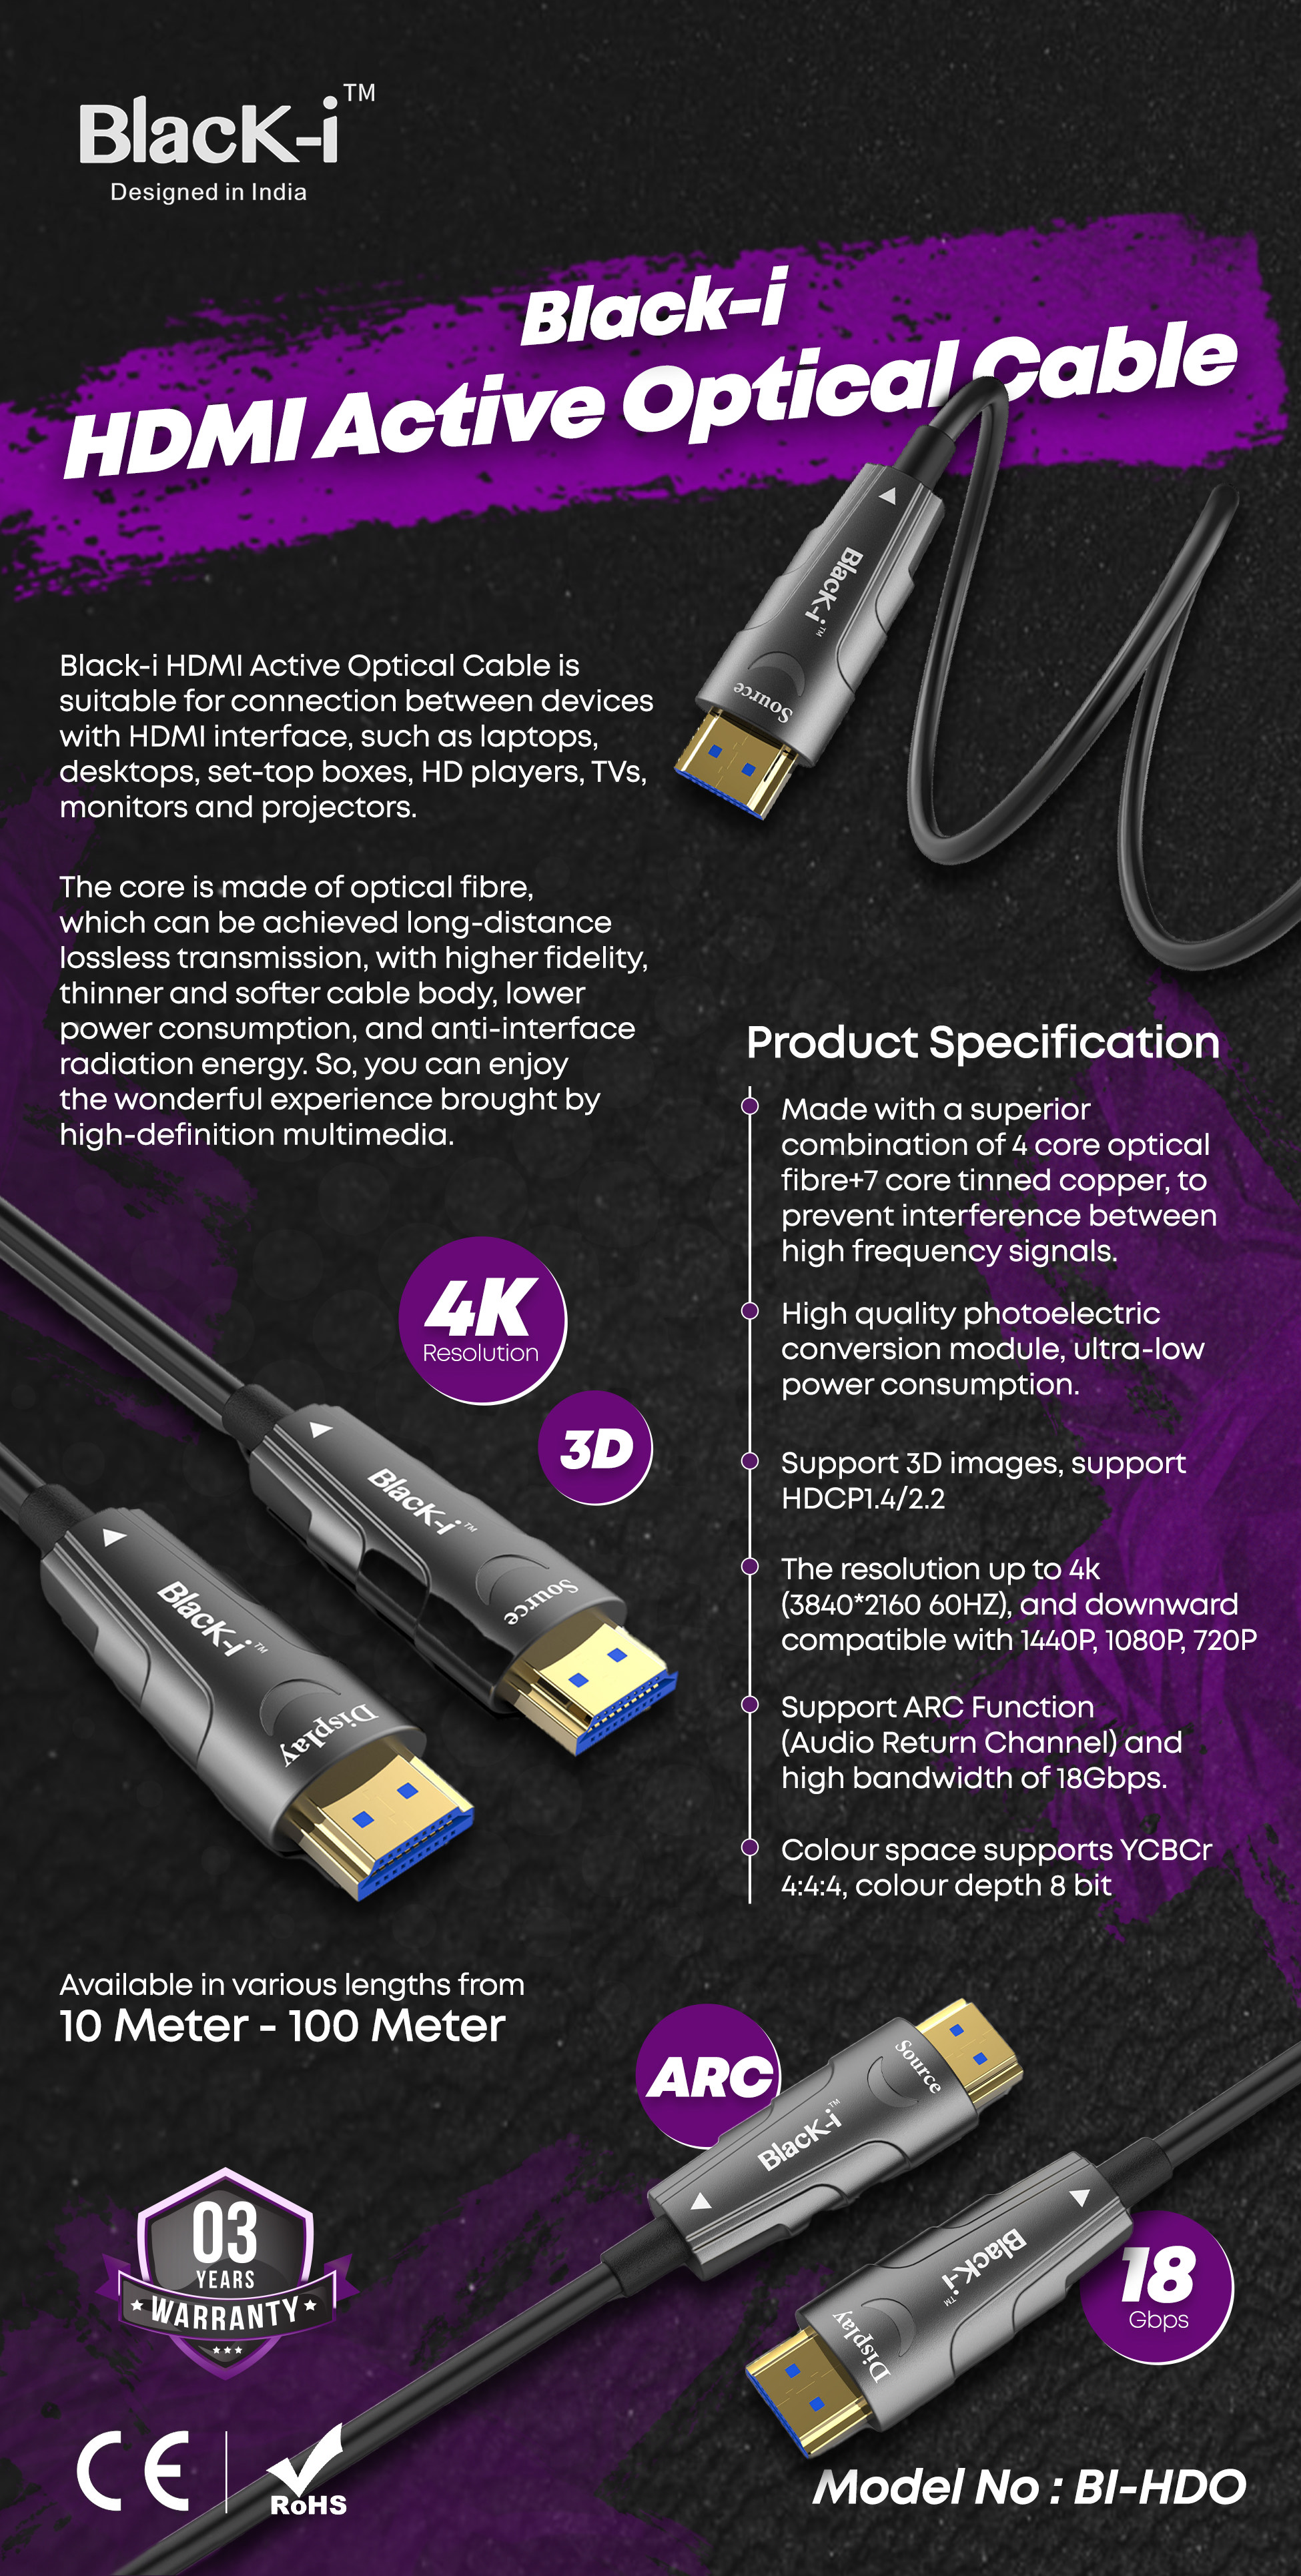 BlacK-i™
Designed in India
Black-i
HDMI Active Optical Cable
BlacK-i™
Source
Black-i HDMI Active Optical Cable is
suitable for connection between devices
with HDMI interface, such as laptops,
desktops, set-top boxes, HD players, TVs,
monitors and projectors.
The core is made of optical fibre,
which can be achieved long-distance
lossless transmission, with higher fidelity,
thinner and softer cable body, lower
power consumption, and anti-interface
radiation energy. So, you can enjoy
the wonderful experience brought by
high-definition multimedia.
Product Specification
Made with a superior
combination of 4 core optical
fibre+7 core tinned copper, to
prevent interference between
high frequency signals.
High quality photoelectric
conversion module, ultra-low
power consumption.
Support 3D images, support
HDCP1.4/2.2
The resolution up to 4k
(3840*2160 60HZ), and downward
compatible with 1440P, 1080P, 720P
Support ARC Function
(Audio Return Channel) and
high bandwidth of 18Gbps.
Colour space supports YCBCr
4:4:4, colour depth 8 bit
4K
Resolution
3D
BlacK-i™
Source
BlacK-i™
Display
Available in various lengths from
10 Meter - 100 Meter
ARC
Source
BlacK-i™
BlacK-i™
Display
18
Gbps
03
YEARS
WARRANTY
CE
RoHS
Model No : BI-HDO